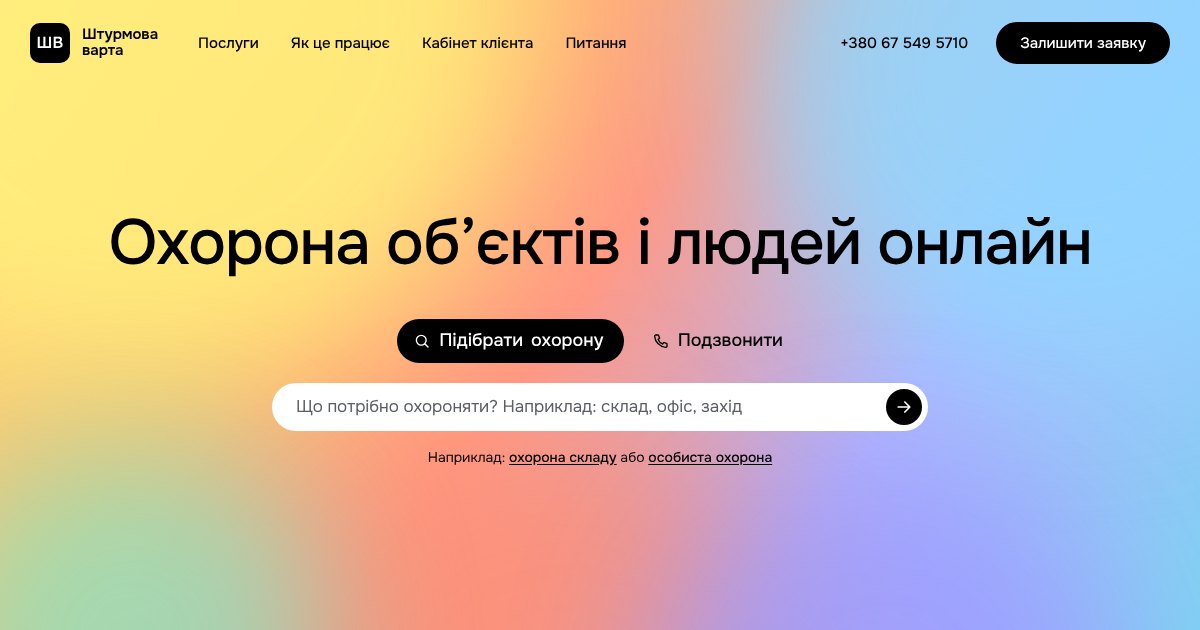 ШВ
Штурмова
варта
Послуги
Як це працює
Кабінет клієнта
Питання
+380 67 549 5710
Залишити заявку
Охорона об’єктів і людей онлайн
Підібрати охорону
Подзвонити
Що потрібно охороняти? Наприклад: склад, офіс, захід
Наприклад: охорона складу або особиста охорона